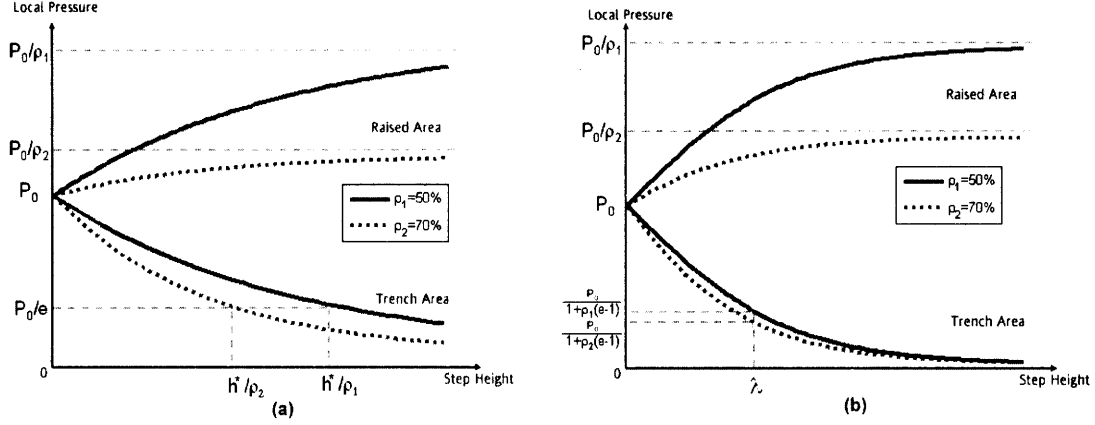 Local Pressure
P₀/ρ₁
Raised Area
P₀/ρ₂
P₀
ρ₁=50%
ρ₂=70%
P₀/e
Trench Area
0
h*/ρ₂
h*/ρ₁
Step Height
(a)
Local Pressure
P₀/ρ₁
Raised Area
P₀/ρ₂
P₀
ρ₁=50%
ρ₂=70%
P₀
1+ρ₁(e-1)
P₀
1+ρ₂(e-1)
Trench Area
0
Step Height
(b)